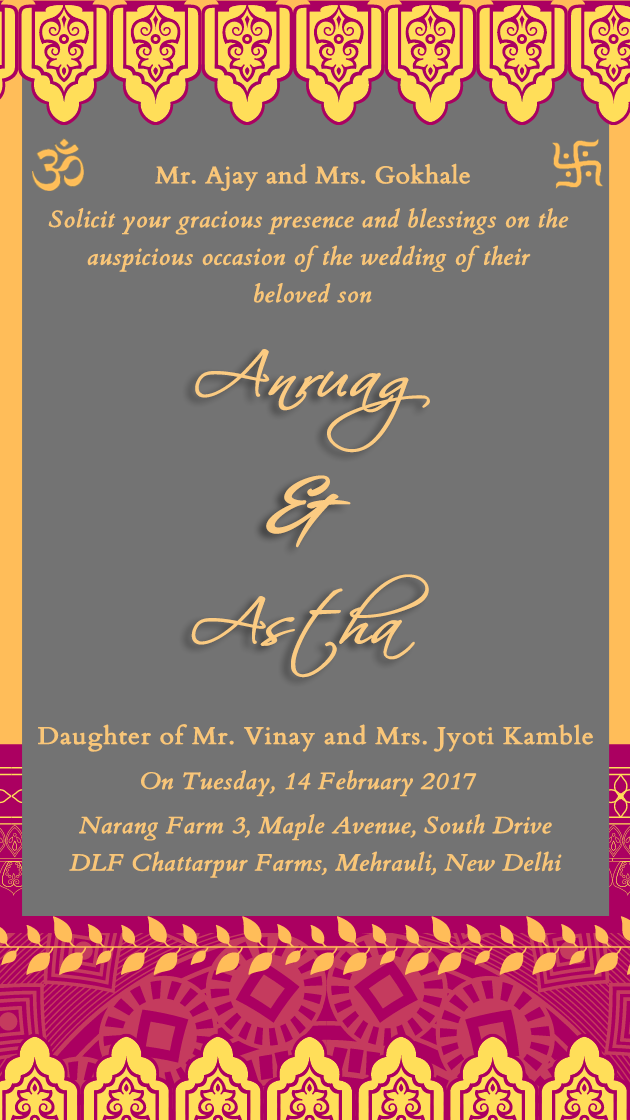 ॐ
Mr. Ajay and Mrs. Gokhale
Solicit your gracious presence and blessings on the
auspicious occasion of the wedding of their
beloved son
Anruag
&
Astha
Daughter of Mr. Vinay and Mrs. Jyoti Kamble
On Tuesday, 14 February 2017
Narang Farm 3, Maple Avenue, South Drive
DLF Chattarpur Farms, Mehrauli, New Delhi